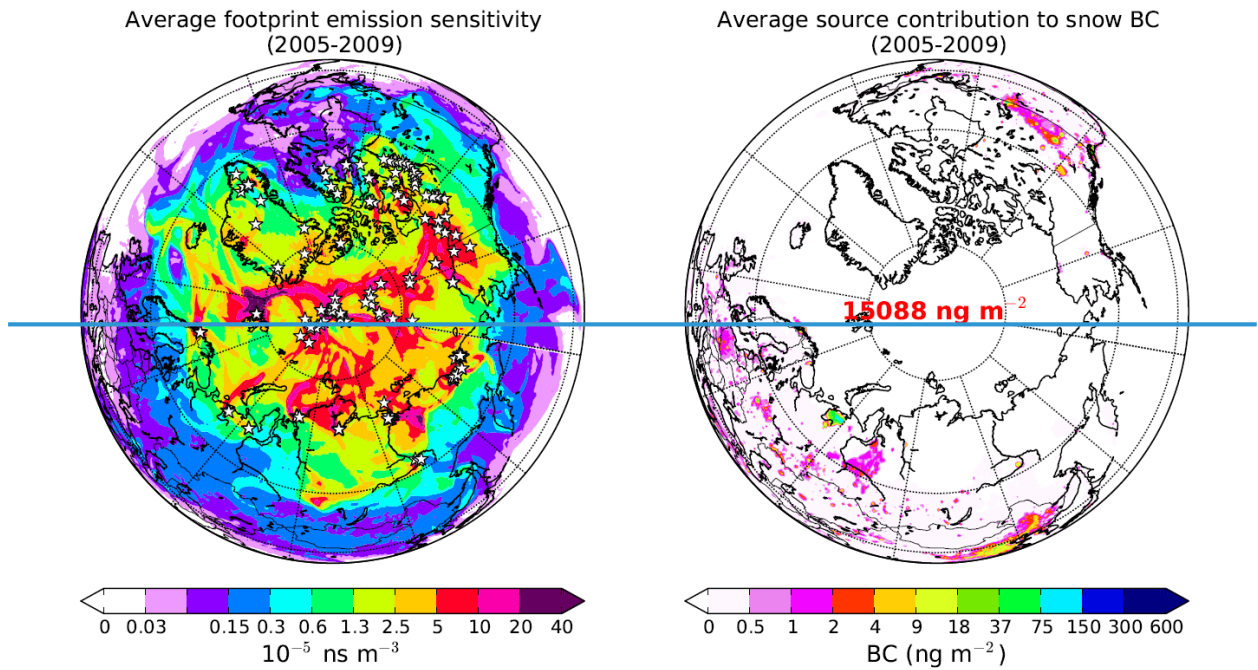 Average footprint emission sensitivity
(2005-2009)
Average source contribution to snow BC
(2005-2009)
15088 ng m⁻²
0 0.03 0.15 0.3 0.6 1.3 2.5 5 10 20 40
10⁻⁵ ns m⁻³
0 0.5 1 2 4 9 18 37 75 150 300 600
BC (ng m⁻²)